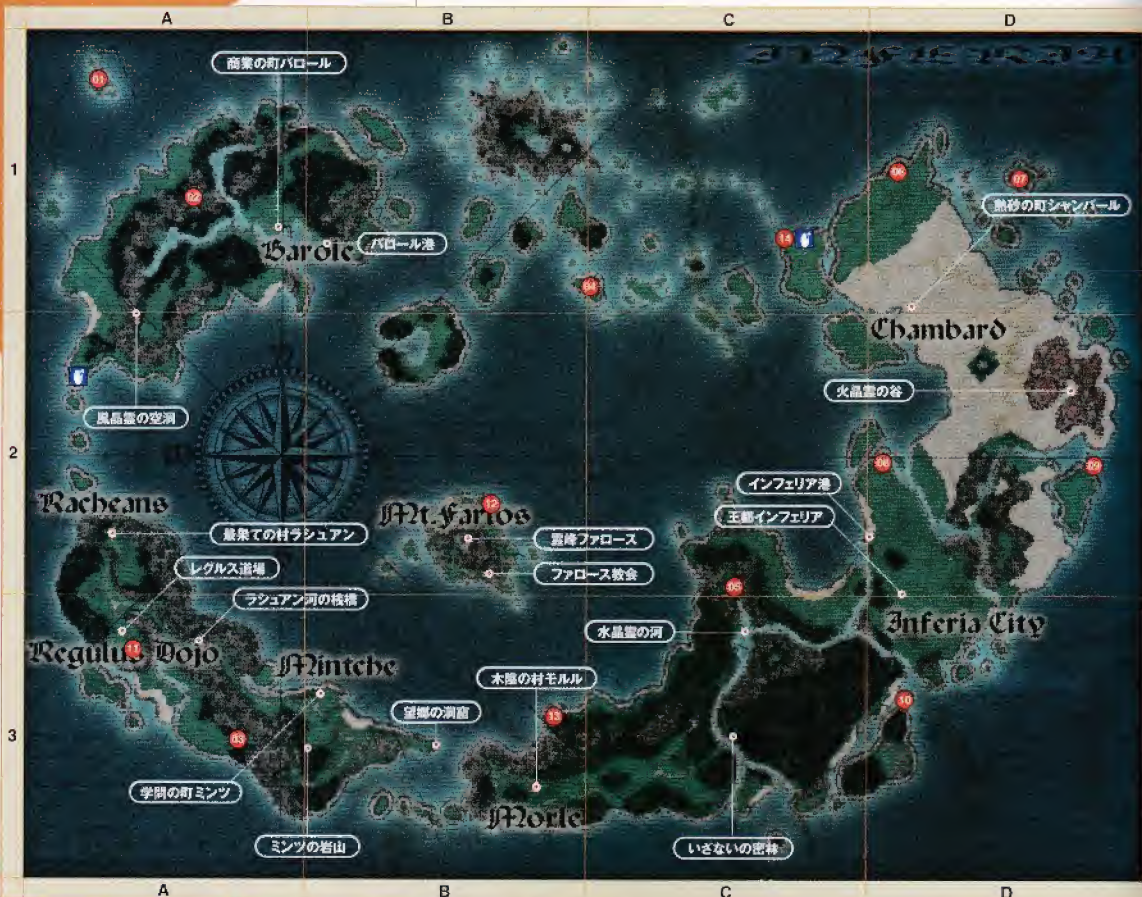 A
B
C
D
商業の町バロール
01
1
06
02
07
熱砂の町シャンバール
14
Barole
バロール港
04
Chambard
火晶霊の谷
風晶霊の空洞
2
08
09
インフェリア港
Racheans
12
王都インフェリア
Mt.Farlos
最果ての村ラシュアン
霊峰ファロース
レグルス道場
ファロース教会
05
ラシュアン河の桟橋
水晶霊の河
Inferia City
Regulus Dojo
11
Mintche
木陰の村モルル
10
望郷の洞窟
13
3
03
学問の町ミンツ
Morle
ミンツの岩山
いざないの密林
A
B
C
D